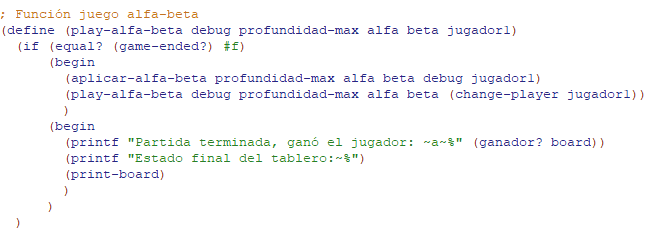 ; Función juego alfa-beta
(define (play-alfa-beta debug profundidad-max alfa beta jugador1)
  (if (equal? (game-ended?) #f)
      (begin
        (aplicar-alfa-beta profundidad-max alfa beta debug jugador1)
        (play-alfa-beta debug profundidad-max alfa beta (change-player jugador1))
        )
      (begin
        (printf "Partida terminada, ganó el jugador: ~a~%" (ganador? board))
        (printf "Estado final del tablero:~%")
        (print-board)
        )
      )
  )